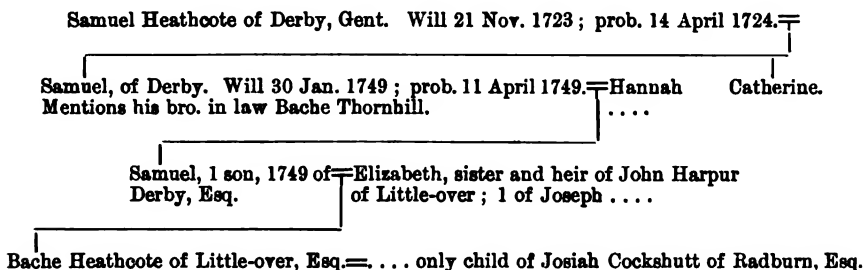 Samuel Heathcote of Derby, Gent. Will 21 Nov. 1723 ; prob. 14 April 1724.=
Samuel, of Derby. Will 30 Jan. 1749 ; prob. 11 April 1749.=Hannah Catherine.
Mentions his bro. in law Bache Thornhill. . . . .
Samuel, 1 son, 1749 of=Elizabeth, sister and heir of John Harpur
Derby, Esq. of Little-over ; 1 of Joseph . . . .
Bache Heathcote of Little-over, Esq.=. . . . only child of Josiah Cockshutt of Radburn, Esq.